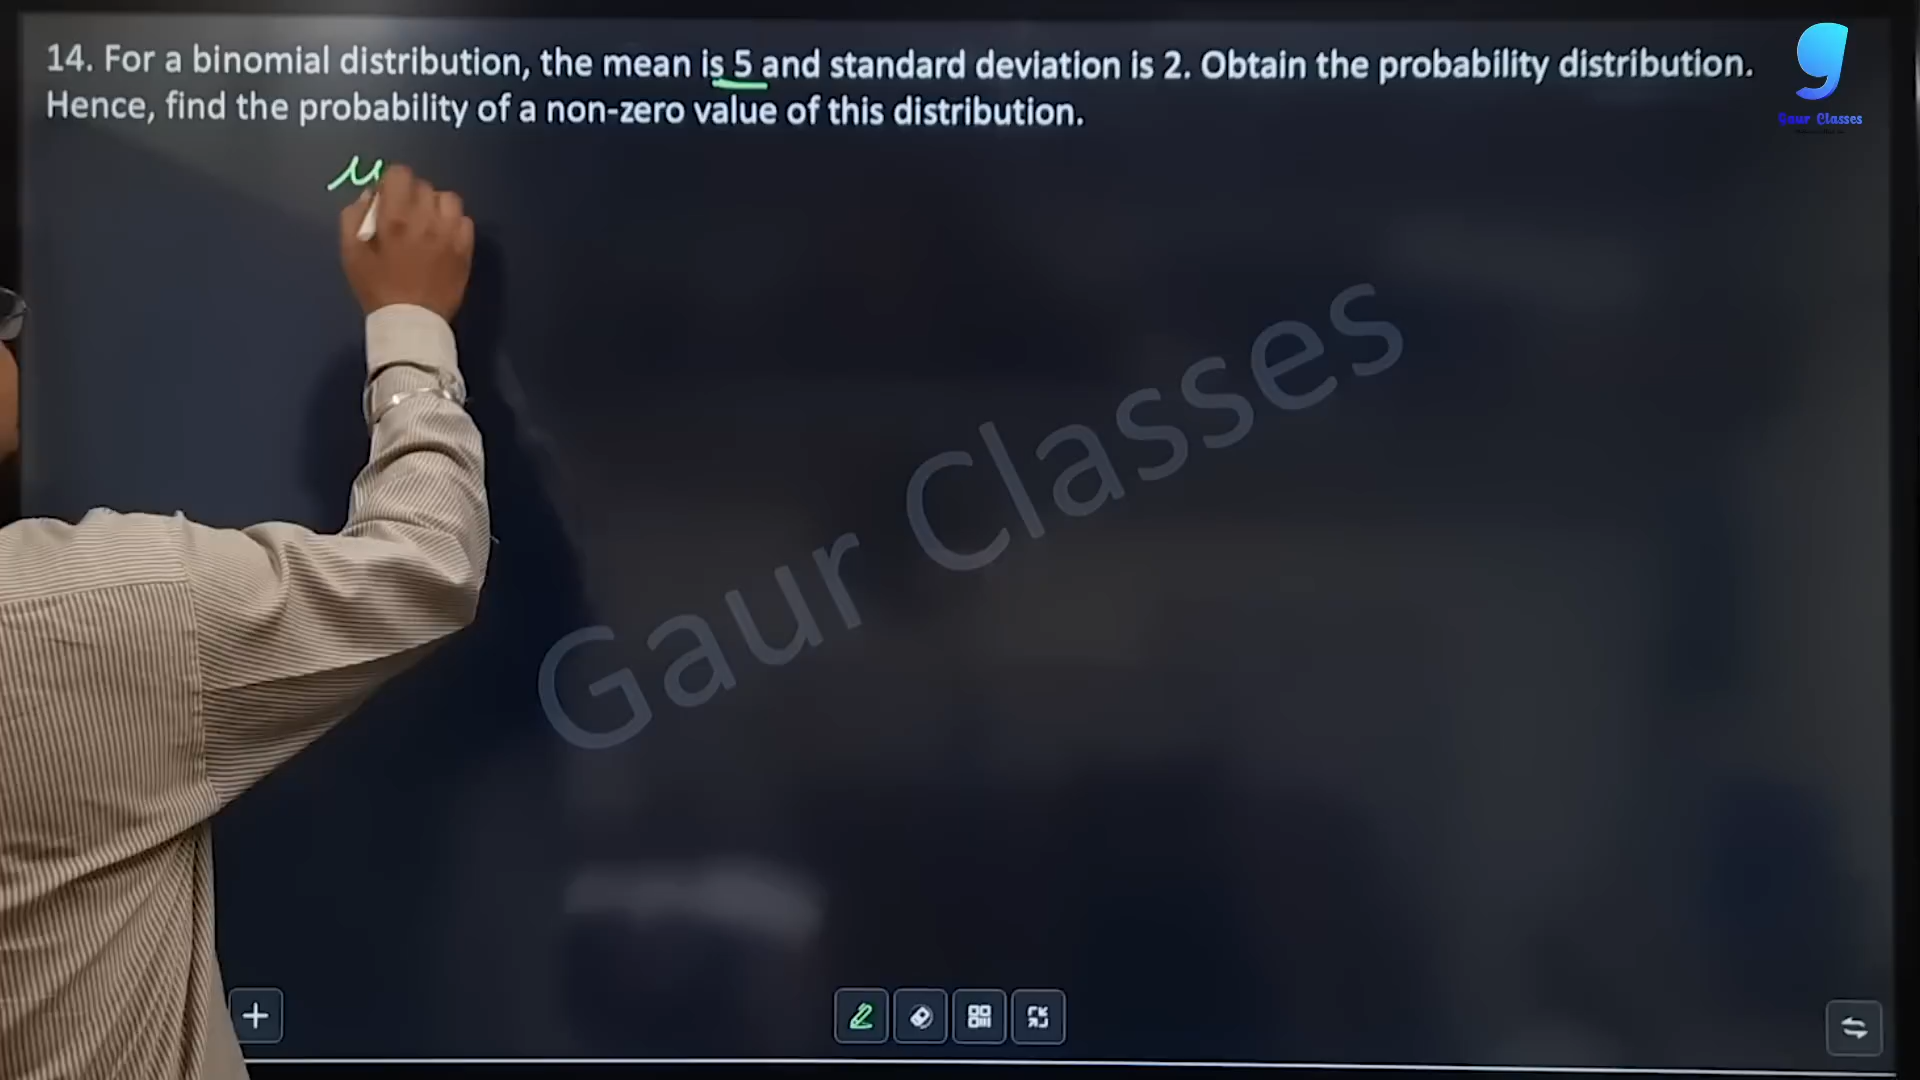 14. For a binomial distribution, the mean is 5 and standard deviation is 2. Obtain the probability distribution.
Hence, find the probability of a non-zero value of this distribution.
Gaur Classes
μ
Gaur Classes